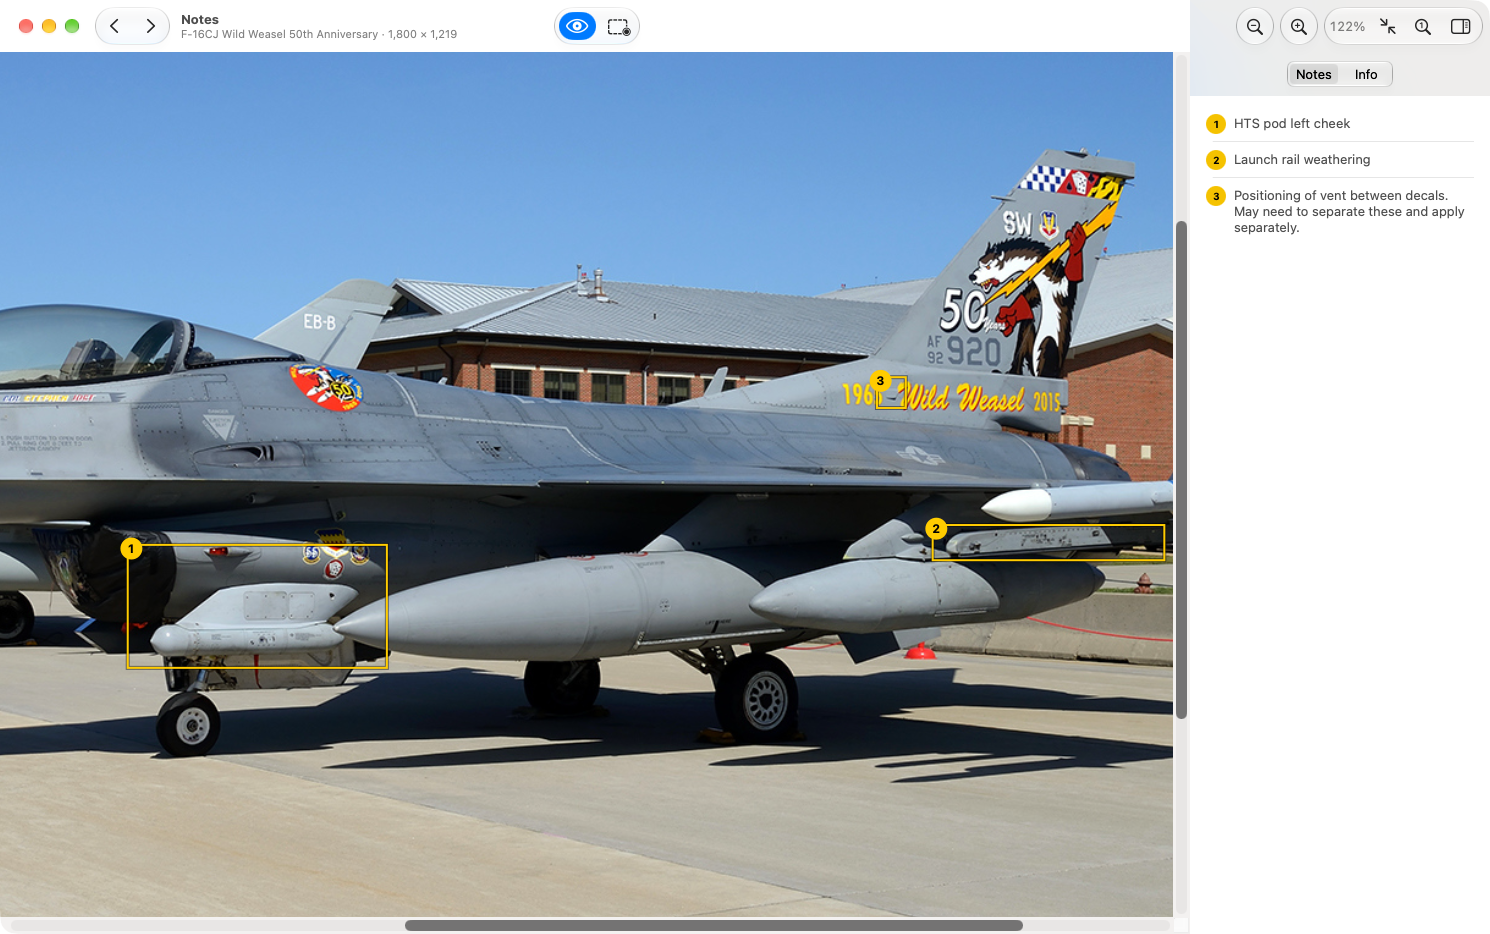 Notes
F-16CJ Wild Weasel 50th Anniversary · 1,800 × 1,219
122%
Notes Info
1 HTS pod left cheek
2 Launch rail weathering
3 Positioning of vent between decals.
May need to separate these and apply
separately.
SW
50
Years
AF
92 920
EB-B
3
196
Wild Weasel 2015
50
2
1